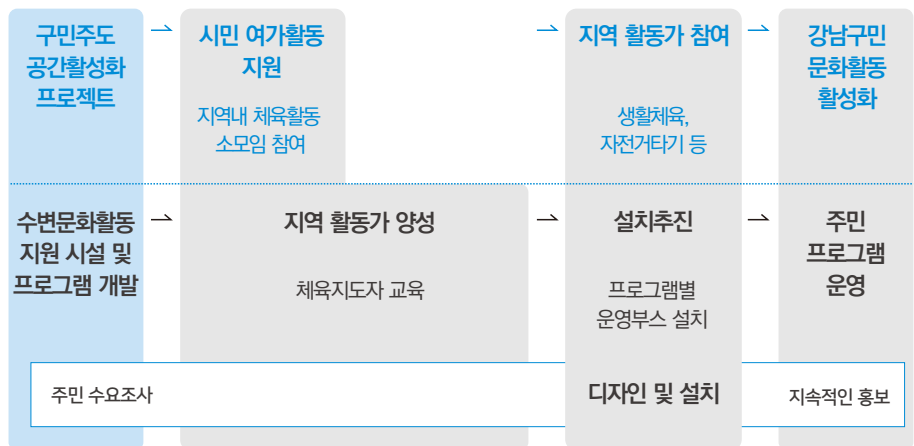 구민주도
공간활성화
프로젝트
→
시민 여가활동
지원
지역내 체육활동
소모임 참여
→
지역 활동가 참여
생활체육,
자전거타기 등
→
강남구민
문화활동
활성화
수변문화활동
지원 시설 및
프로그램 개발
→
지역 활동가 양성
체육지도자 교육
→
설치추진
프로그램별
운영부스 설치
→
주민
프로그램
운영
주민 수요조사
디자인 및 설치
지속적인 홍보